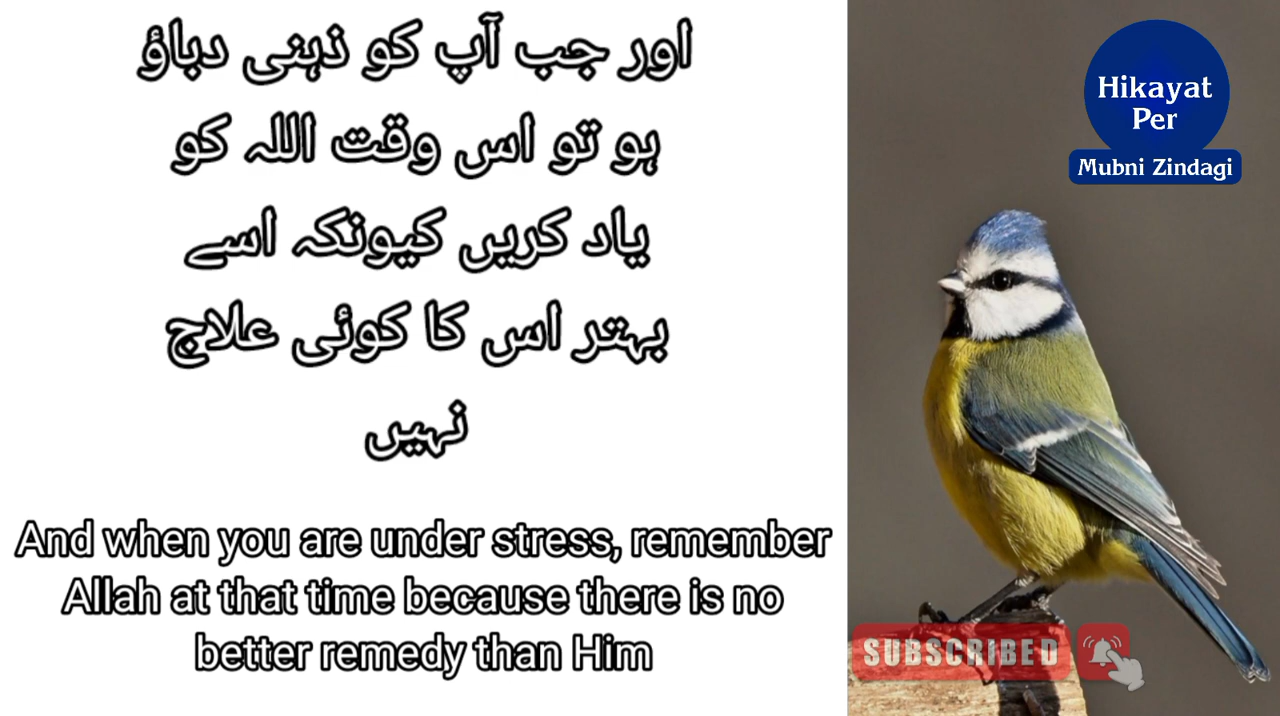 اور جب آپ کو ذہنی دباؤ
ہو تو اس وقت اللہ کو
یاد کریں کیونکہ اسے
بہتر اس کا کوئی علاج
نہیں
And when you are under stress, remember
Allah at that time because there is no
better remedy than Him
Hikayat
Per
Mubni Zindagi
SUBSCRIBED